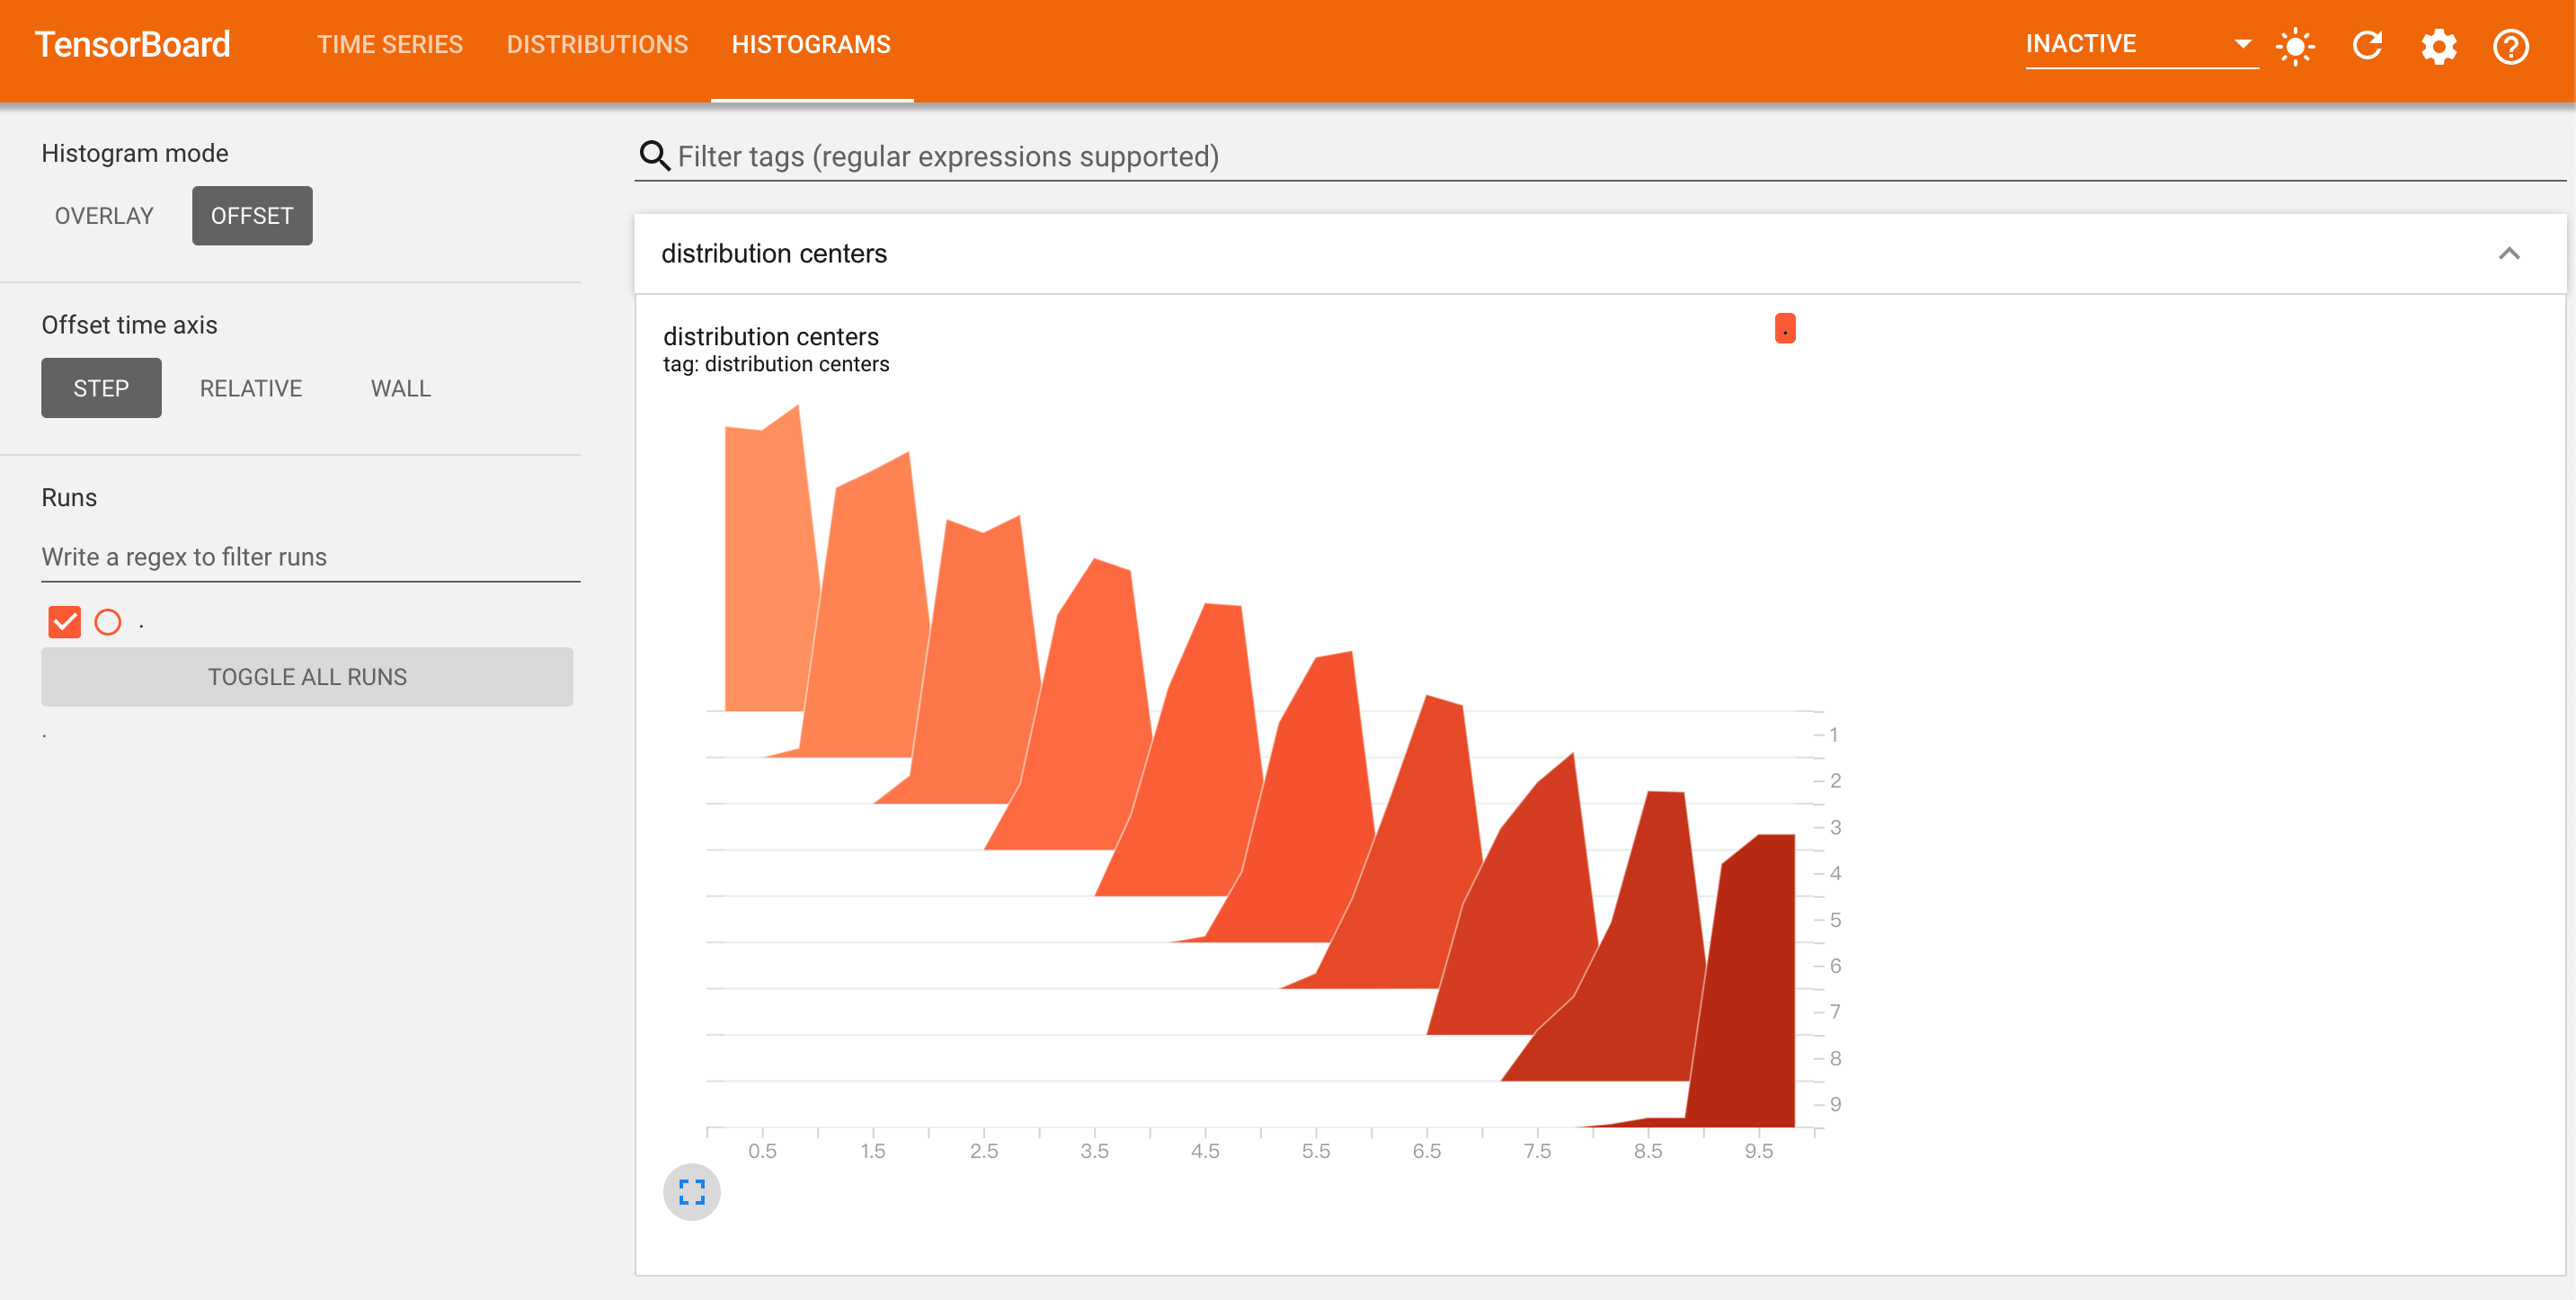 TensorBoard
TIME SERIES
DISTRIBUTIONS
HISTOGRAMS
INACTIVE
Histogram mode
OVERLAY
OFFSET
Offset time axis
STEP
RELATIVE
WALL
Runs
Write a regex to filter runs
.
TOGGLE ALL RUNS
.
Filter tags (regular expressions supported)
distribution centers
distribution centers
.
tag: distribution centers
1
2
3
4
5
6
7
8
9
0.5 1.5 2.5 3.5 4.5 5.5 6.5 7.5 8.5 9.5